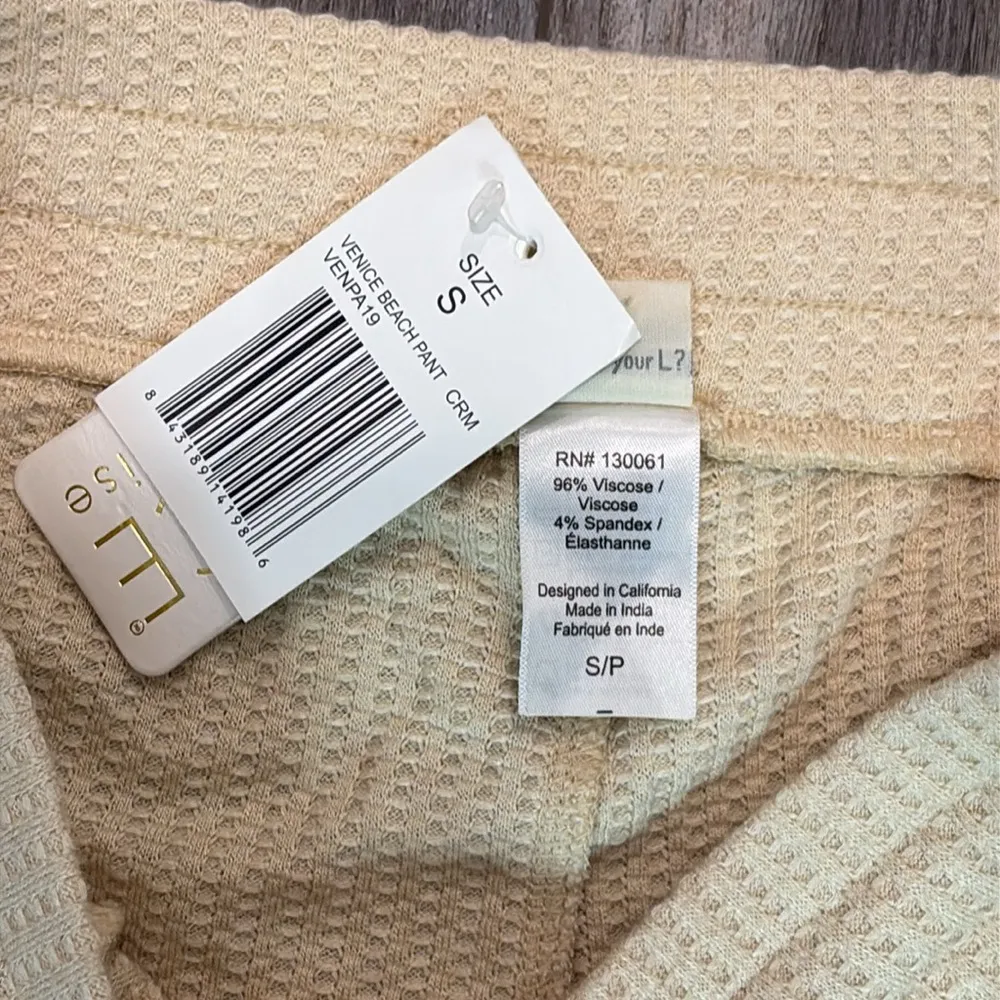 SIZE
S
VENICE BEACH PANT CRM
VENPA19
8 43189 14198 6
your L?
RN# 130061
96% Viscose /
Viscose
4% Spandex /
Élasthanne
Designed in California
Made in India
Fabriqué en Inde
S/P